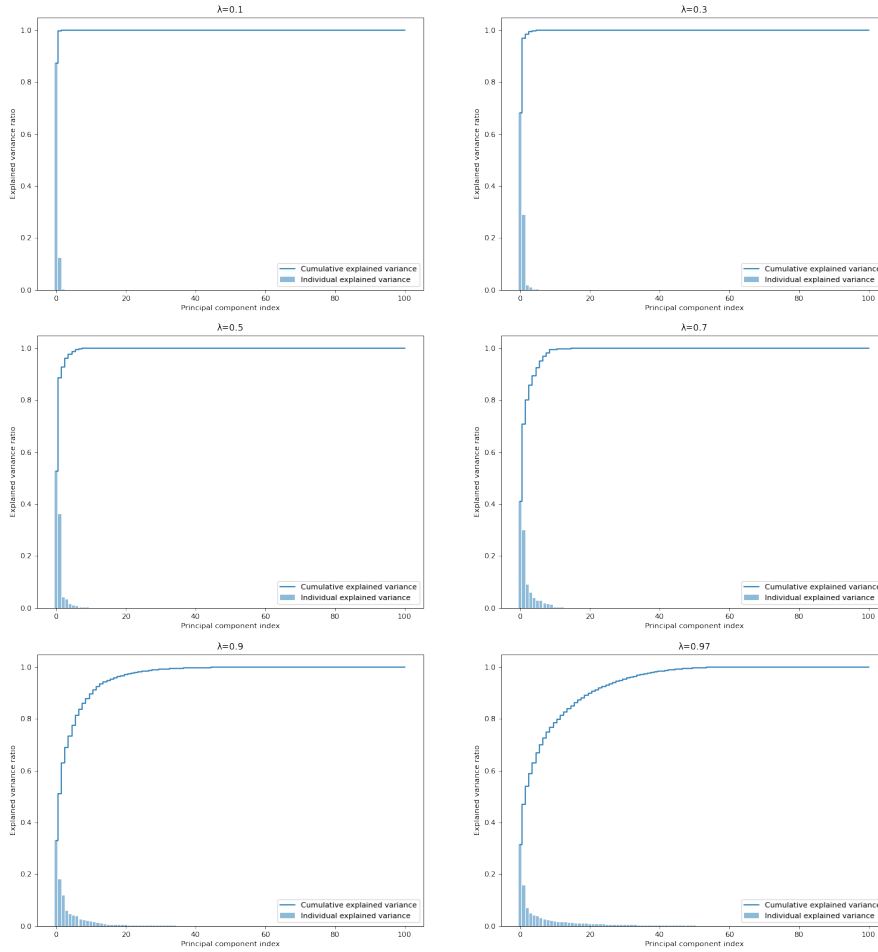 λ=0.1
1.0
0.8
0.6
0.4
0.2
0.0
Explained variance ratio
0 20 40 60 80 100
Principal component index
Cumulative explained variance
Individual explained variance
λ=0.3
1.0
0.8
0.6
0.4
0.2
0.0
Explained variance ratio
0 20 40 60 80 100
Principal component index
Cumulative explained variance
Individual explained variance
λ=0.5
1.0
0.8
0.6
0.4
0.2
0.0
Explained variance ratio
0 20 40 60 80 100
Principal component index
Cumulative explained variance
Individual explained variance
λ=0.7
1.0
0.8
0.6
0.4
0.2
0.0
Explained variance ratio
0 20 40 60 80 100
Principal component index
Cumulative explained variance
Individual explained variance
λ=0.9
1.0
0.8
0.6
0.4
0.2
0.0
Explained variance ratio
0 20 40 60 80 100
Principal component index
Cumulative explained variance
Individual explained variance
λ=0.97
1.0
0.8
0.6
0.4
0.2
0.0
Explained variance ratio
0 20 40 60 80 100
Principal component index
Cumulative explained variance
Individual explained variance